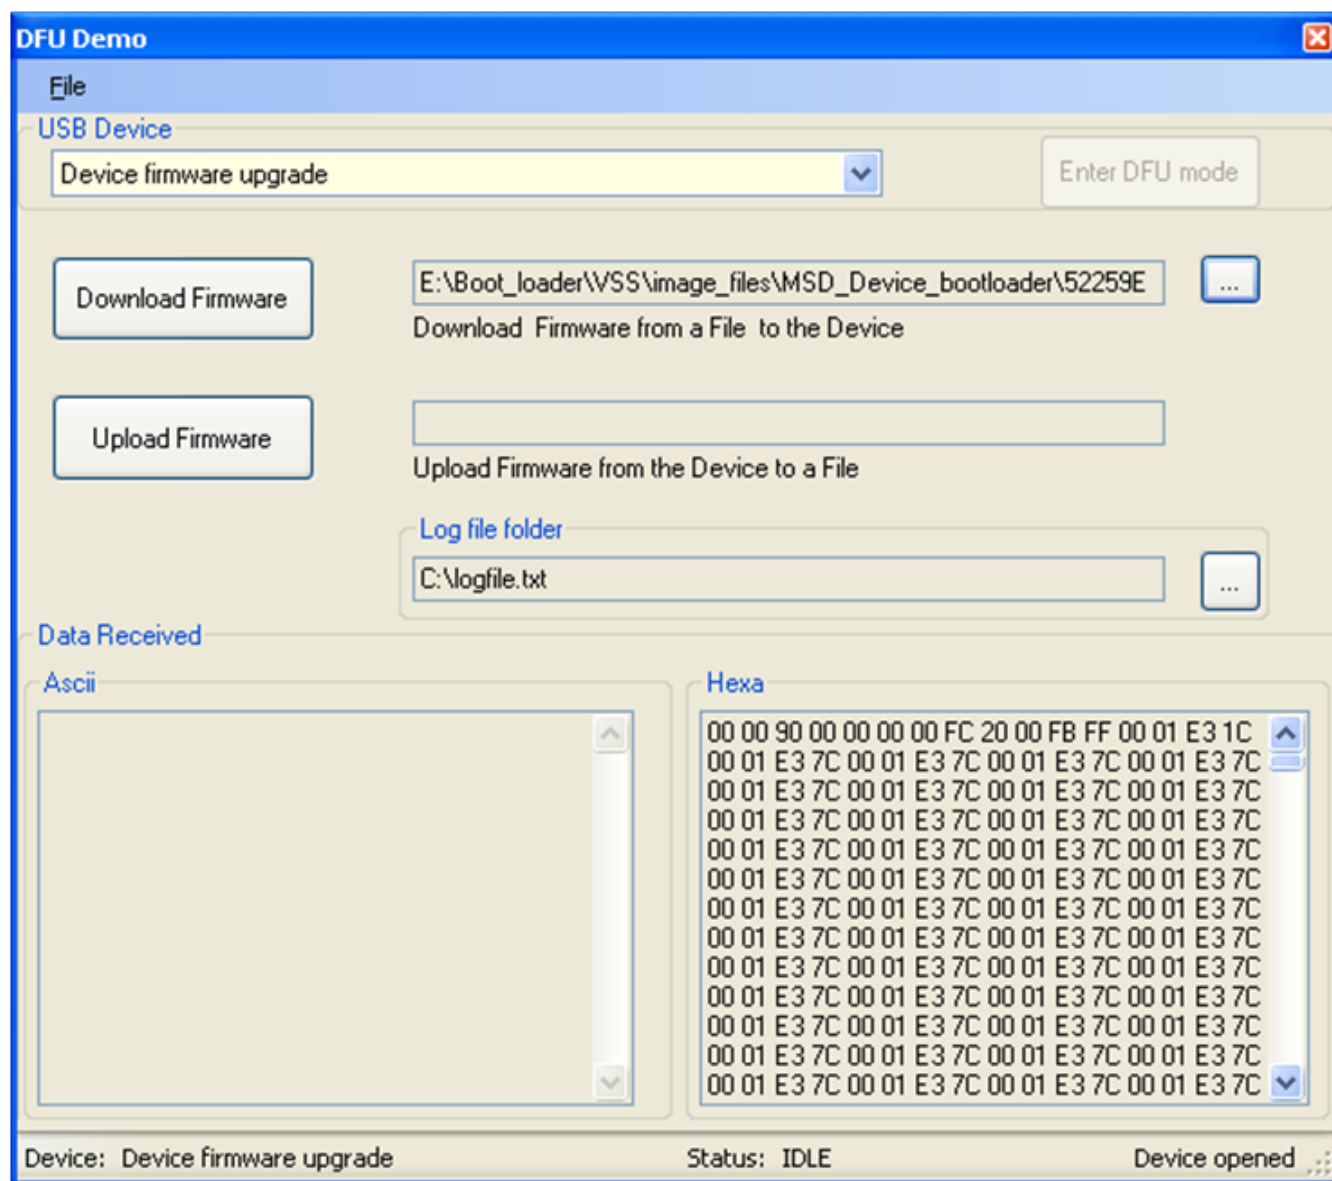 DFU Demo
File
USB Device
Device firmware upgrade
Enter DFU mode
Download Firmware
E:\Boot_loader\VSS\image_files\MSD_Device_bootloader\52259E
...
Download  Firmware from a File  to the Device
Upload Firmware
Upload Firmware from the Device to a File
Log file folder
C:\logfile.txt
...
Data Received
Ascii
Hexa
00 00 90 00 00 00 00 FC 20 00 FB FF 00 01 E3 1C
00 01 E3 7C 00 01 E3 7C 00 01 E3 7C 00 01 E3 7C
00 01 E3 7C 00 01 E3 7C 00 01 E3 7C 00 01 E3 7C
00 01 E3 7C 00 01 E3 7C 00 01 E3 7C 00 01 E3 7C
00 01 E3 7C 00 01 E3 7C 00 01 E3 7C 00 01 E3 7C
00 01 E3 7C 00 01 E3 7C 00 01 E3 7C 00 01 E3 7C
00 01 E3 7C 00 01 E3 7C 00 01 E3 7C 00 01 E3 7C
00 01 E3 7C 00 01 E3 7C 00 01 E3 7C 00 01 E3 7C
00 01 E3 7C 00 01 E3 7C 00 01 E3 7C 00 01 E3 7C
00 01 E3 7C 00 01 E3 7C 00 01 E3 7C 00 01 E3 7C
00 01 E3 7C 00 01 E3 7C 00 01 E3 7C 00 01 E3 7C
00 01 E3 7C 00 01 E3 7C 00 01 E3 7C 00 01 E3 7C
00 01 E3 7C 00 01 E3 7C 00 01 E3 7C 00 01 E3 7C
Device: Device firmware upgrade
Status: IDLE
Device opened